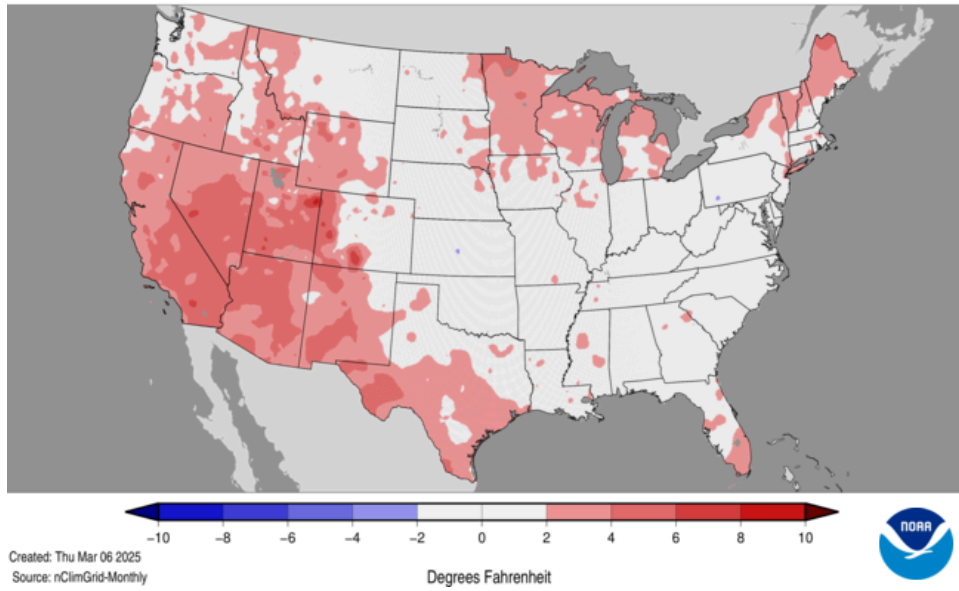 −10 −8 −6 −4 −2 0 2 4 6 8 10
NOAA
Created: Thu Mar 06 2025
Source: nClimGrid-Monthly
Degrees Fahrenheit